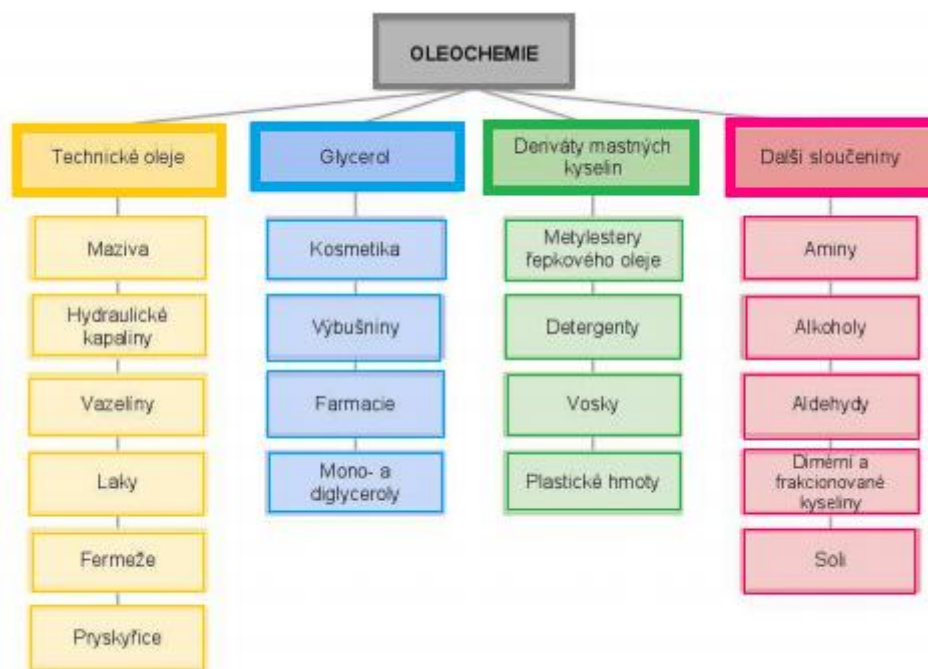 OLEOCHEMIE
Technické oleje
Maziva
Hydraulické
kapaliny
Vazelíny
Laky
Fermeže
Pryskyřice
Glycerol
Kosmetika
Výbušniny
Farmacie
Mono- a
diglyceroly
Deriváty mastných
kyselin
Metylestery
řepkového oleje
Detergenty
Vosky
Plastické hmoty
Další sloučeniny
Aminy
Alkoholy
Aldehydy
Dimérní a
frakcionované
kyseliny
Soli